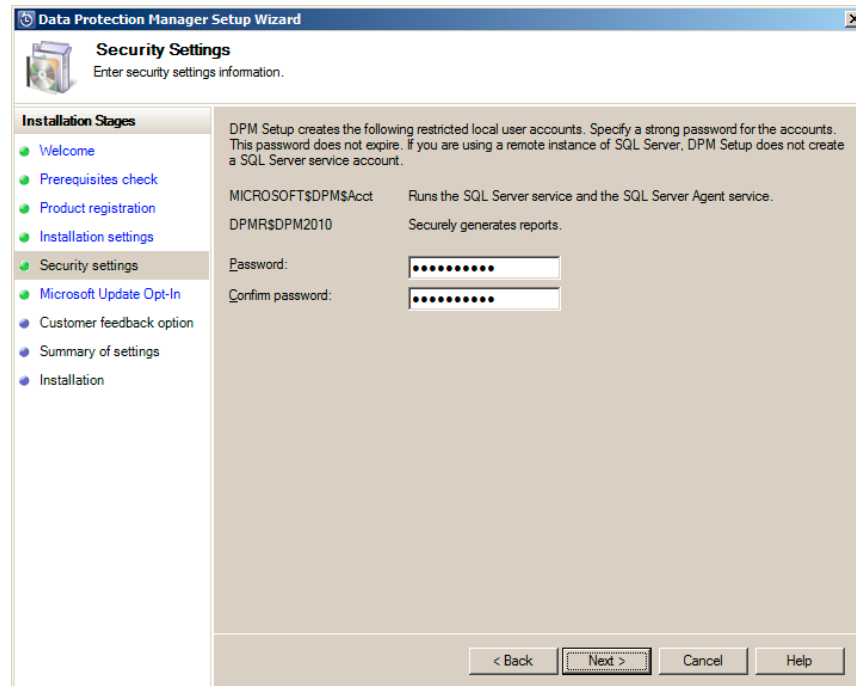 Data Protection Manager Setup Wizard
Security Settings
Enter security settings information.
Installation Stages
Welcome
Prerequisites check
Product registration
Installation settings
Security settings
Microsoft Update Opt-In
Customer feedback option
Summary of settings
Installation
DPM Setup creates the following restricted local user accounts. Specify a strong password for the accounts.
This password does not expire. If you are using a remote instance of SQL Server, DPM Setup does not create
a SQL Server service account.
MICROSOFT$DPM$Acct Runs the SQL Server service and the SQL Server Agent service.
DPMR$DPM2010 Securely generates reports.
Password: ●●●●●●●●●●
Confirm password: ●●●●●●●●●●
< Back Next > Cancel Help